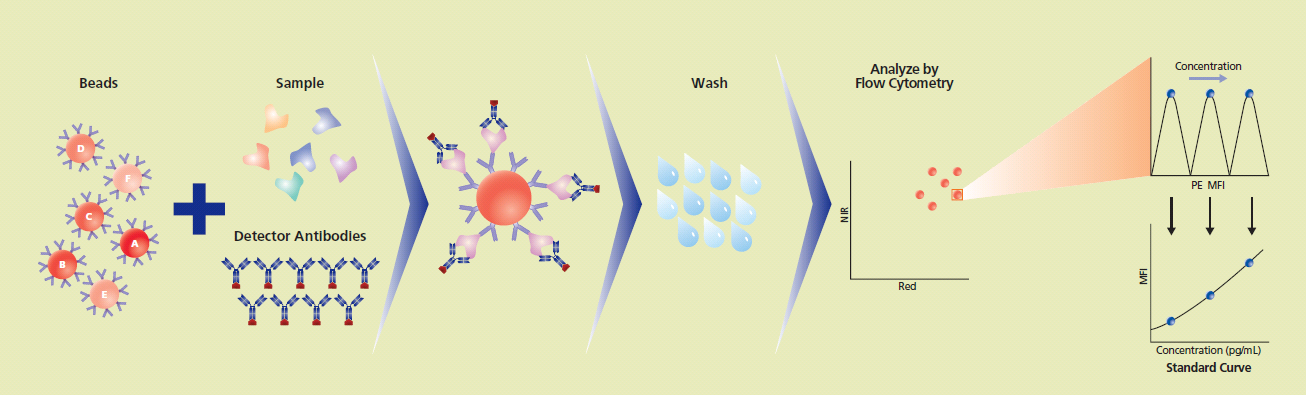 Beads
D
F
C
A
B
E
Sample
Detector Antibodies
Wash
Analyze by
Flow Cytometry
NIR
Red
Concentration
PE MFI
MFI
Concentration (pg/mL)
Standard Curve